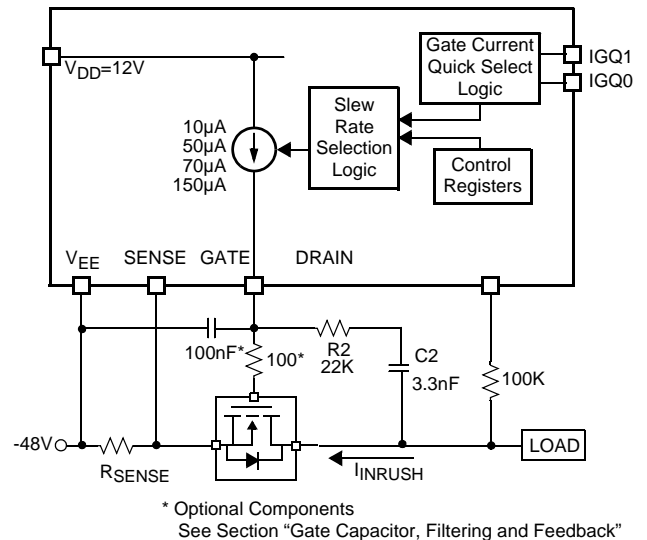 Gate Current
Quick Select
Logic
IGQ1
IGQ0
VDD=12V
10µA
50µA
70µA
150µA
Slew
Rate
Selection
Logic
Control
Registers
VEE SENSE GATE DRAIN
100nF*
100*
R2
22K
C2
3.3nF
100K
-48V
RSENSE
IINRUSH
LOAD
* Optional Components
See Section “Gate Capacitor, Filtering and Feedback”